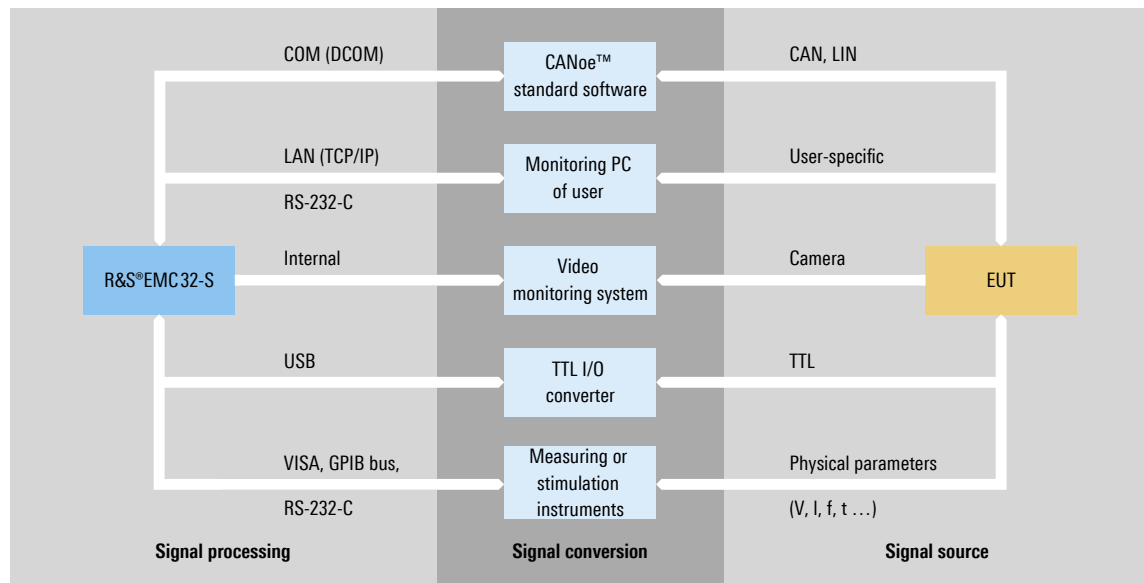 COM (DCOM)
CANoe™
standard software
CAN, LIN
LAN (TCP/IP)
RS-232-C
Monitoring PC
of user
User-specific
R&S®EMC32-S
Internal
Video
monitoring system
Camera
EUT
USB
TTL I/O
converter
TTL
VISA, GPIB bus,
RS-232-C
Measuring or
stimulation
instruments
Physical parameters
(V, I, f, t ...)
Signal processing
Signal conversion
Signal source